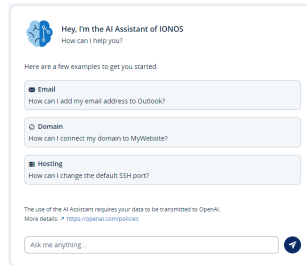 Hey, I'm the AI Assistant of IONOS
How can I help you?
Here are a few examples to get you started:
Email
How can I add my email address to Outlook?
Domain
How can I connect my domain to MyWebsite?
Hosting
How can I change the default SSH port?
The use of the AI Assistant requires your data to be transmitted to OpenAI.
More details: ↗ https://openai.com/policies
Ask me anything...